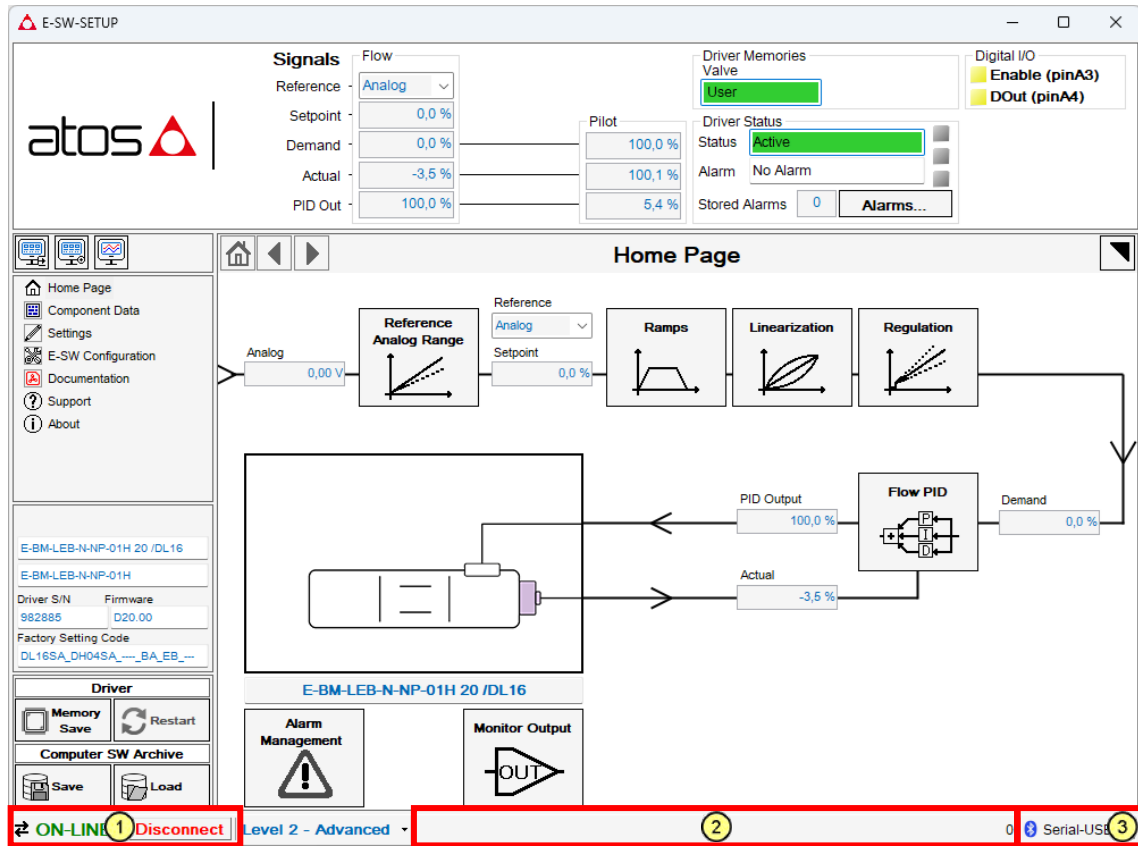 E-SW-SETUP
atos
Signals
Flow
Reference
Analog
Setpoint
0,0 %
Demand
0,0 %
Actual
-3,5 %
PID Out
100,0 %
Pilot
100,0 %
100,1 %
5,4 %
Driver Memories
Valve
User
Driver Status
Status
Active
Alarm
No Alarm
Stored Alarms
0
Alarms...
Digital I/O
Enable (pinA3)
DOut (pinA4)
Home Page
Home Page
Component Data
Settings
E-SW Configuration
Documentation
Support
About
E-BM-LEB-N-NP-01H 20 /DL16
E-BM-LEB-N-NP-01H
Driver S/N Firmware
982885 D20.00
Factory Setting Code
DL16SA_DH04SA_----_BA_EB_---
Driver
Memory
Save
Restart
Computer SW Archive
Save
Load
Analog
0,00 V
Reference
Analog Range
Reference
Analog
Setpoint
0,0 %
Ramps
Linearization
Regulation
PID Output
100,0 %
Flow PID
P
I
D
Demand
0,0 %
Actual
-3,5 %
E-BM-LEB-N-NP-01H 20 /DL16
Alarm
Management
Monitor Output
OUT
ON-LINE
1
Disconnect
Level 2 - Advanced
2
0
Serial-USB
3